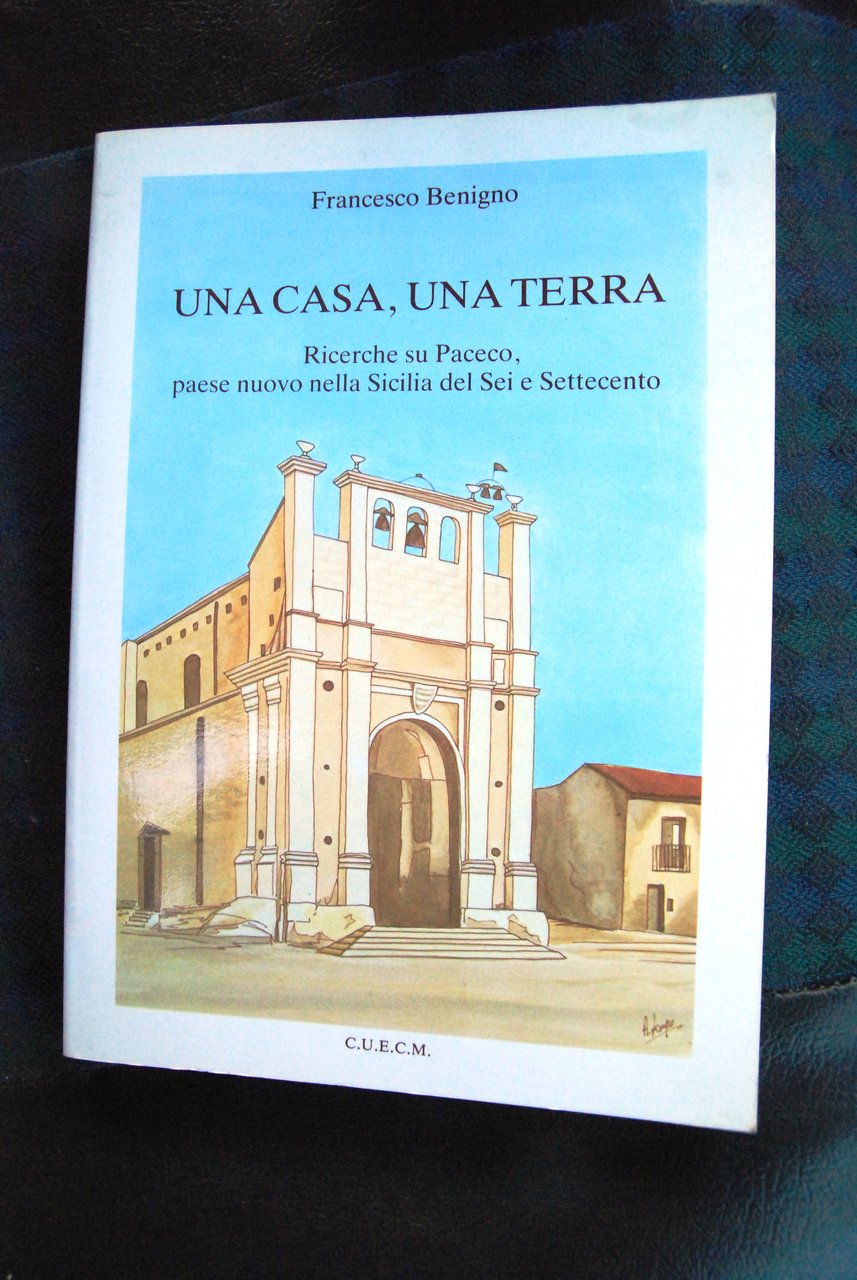 Francesco Benigno
UNA CASA, UNA TERRA
Ricerche su Paceco,
paese nuovo nella Sicilia del Sei e Settecento
C.U.E.C.M.